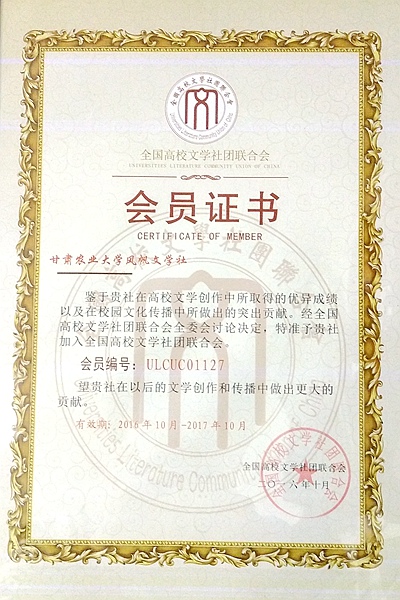 全国高校文学社团联合会
UNIVERSITIES LITERATURE COMMUNITY UNION OF CHINA
会员证书
CERTIFICATE OF MEMBER
甘肃农业大学风帆文学社
鉴于贵社在高校文学创作中所取得的优异成绩
以及在校园文化传播中所做出的突出贡献。经全国
高校文学社团联合会全委会讨论决定，特准予贵社
加入全国高校文学社团联合会。
会员编号：ULCUC01127
望贵社在以后的文学创作和传播中做出更大的
贡献。
有效期：2016年10月-2017年10月
全国高校文学社团联合会
二〇一六年十月